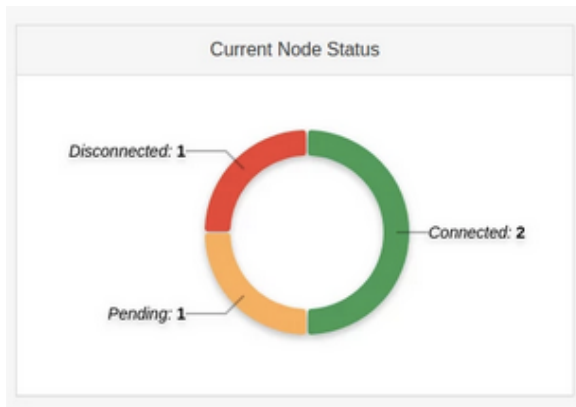 Current Node Status
Disconnected: 1
Connected: 2
Pending: 1